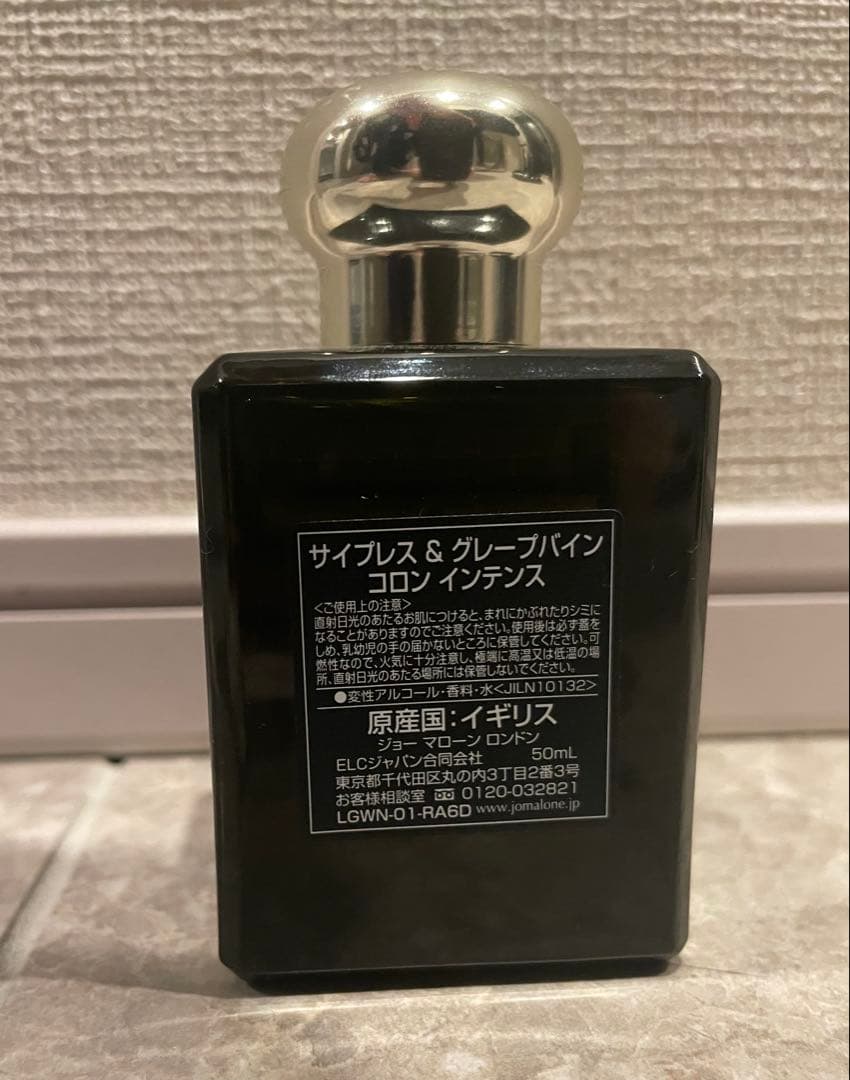 サイプレス & グレープバイン
コロン インテンス
<ご使用上の注意>
直射日光のあたるお肌につけると、まれにかぶれたりシミに
なることがありますのでご注意ください。使用後は必ず蓋を
しめ、乳幼児の手の届かないところに保管してください。可
燃性なので、火気に十分注意し、極端に高温又は低温の場
所、直射日光のあたる場所には保管しないでください。
●変性アルコール・香料・水<JILN10132>
原産国:イギリス
ジョー マローン ロンドン
ELCジャパン合同会社 50mL
東京都千代田区丸の内3丁目2番3号
お客様相談室 0120-032821
LGWN-01-RA6D www.jomalone.jp